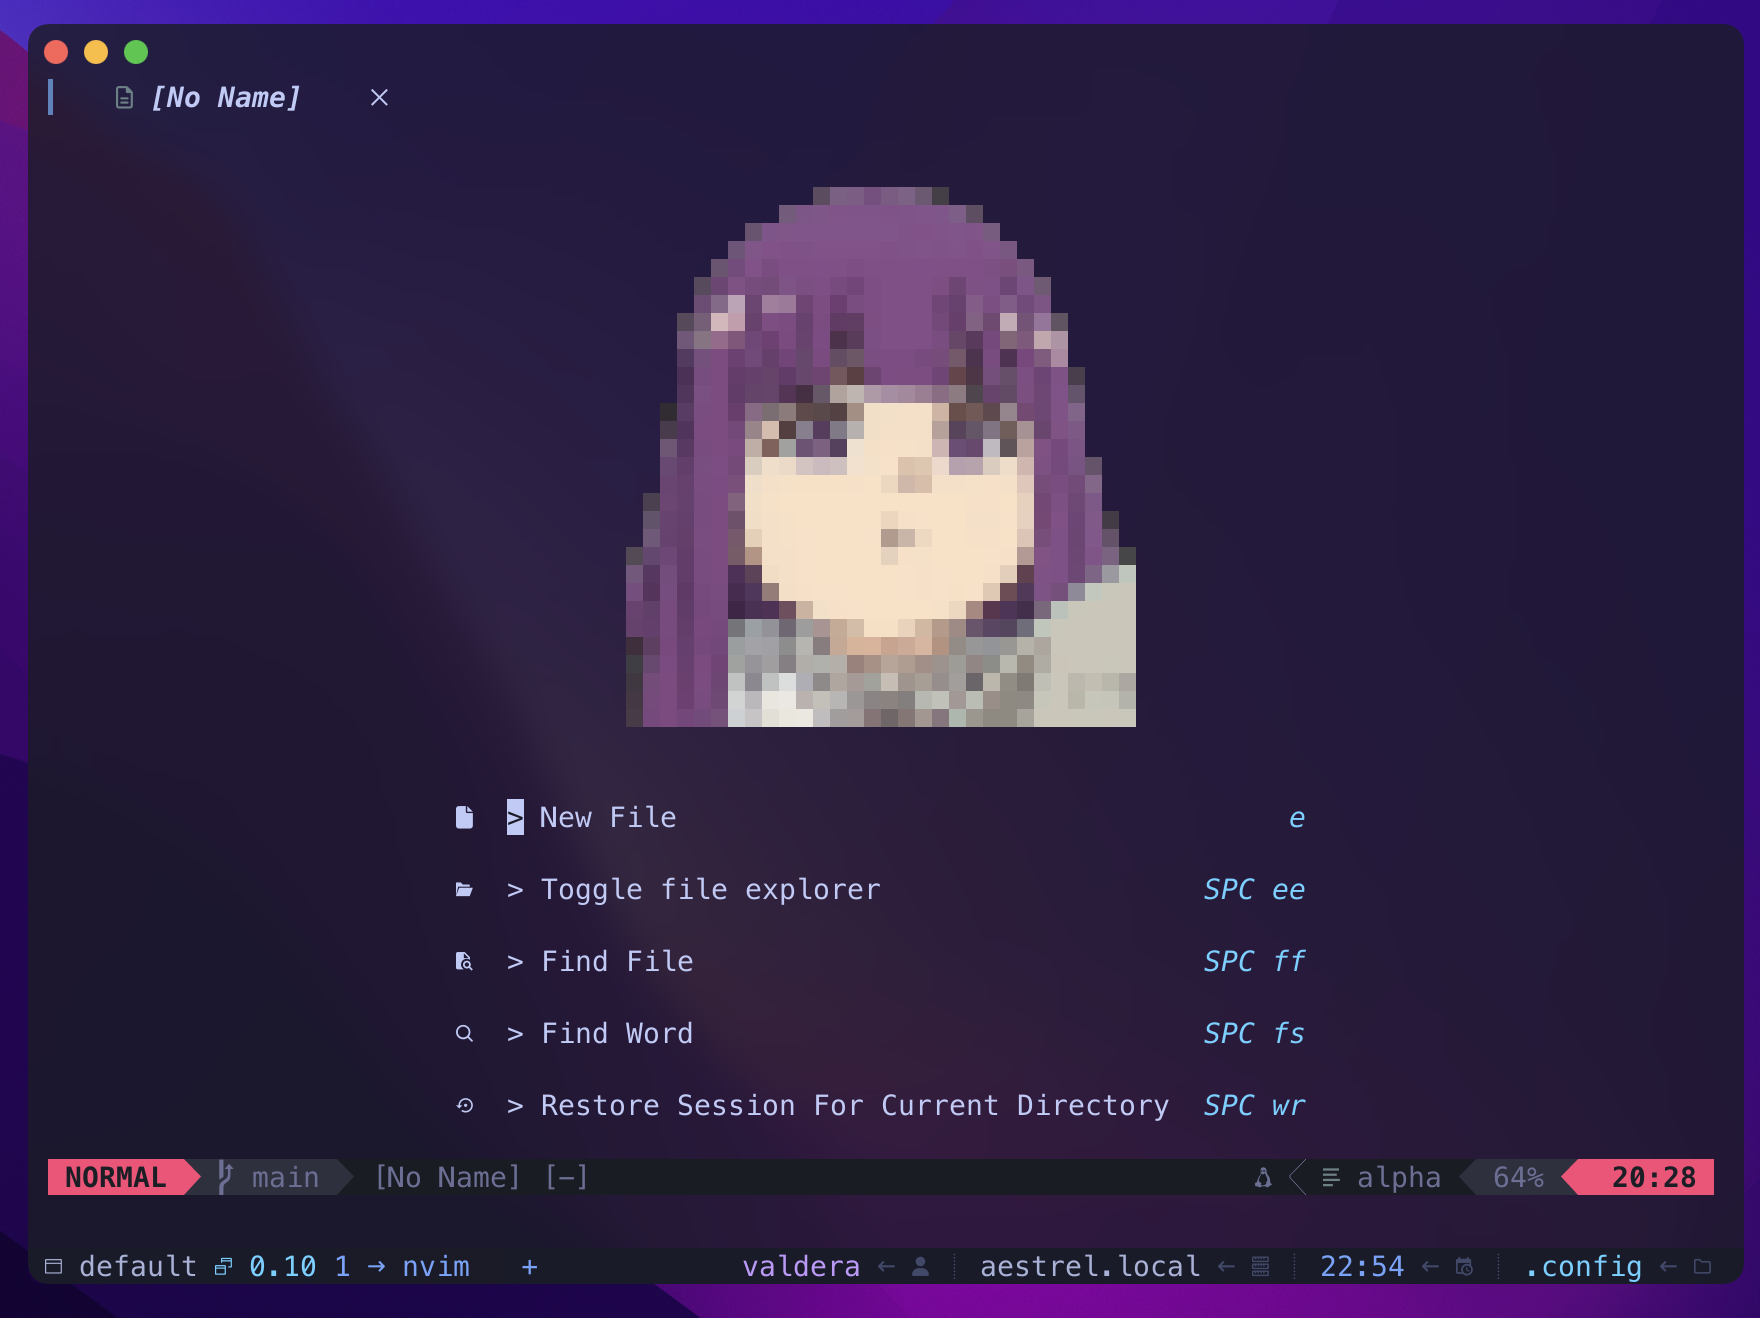 [No Name]
> New File e
> Toggle file explorer SPC ee
> Find File SPC ff
> Find Word SPC fs
> Restore Session For Current Directory SPC wr
NORMAL main [No Name] [-] alpha 64% 20:28
default 0.10 1 → nvim + valdera ← aestrel.local ← 22:54 ← .config ←